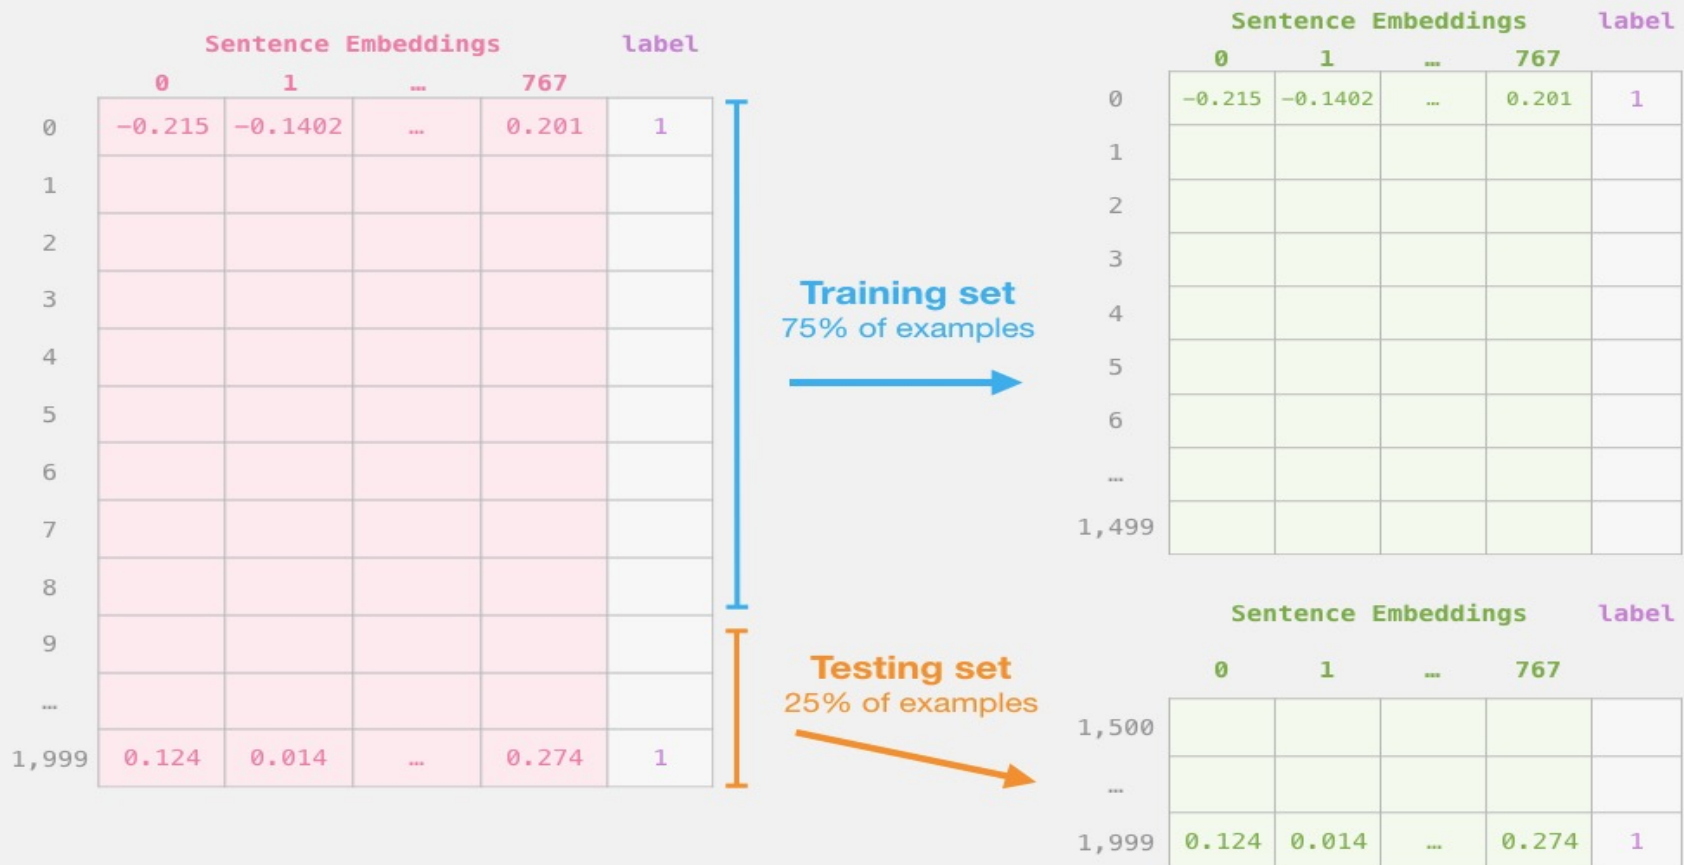 Sentence Embeddings label
0 1 … 767
0 −0.215 −0.1402 … 0.201 1
1
2
3
4
5
6
7
8
9
…
1,999 0.124 0.014 … 0.274 1
Training set
75% of examples
Testing set
25% of examples
Sentence Embeddings label
0 1 … 767
0 −0.215 −0.1402 … 0.201 1
1
2
3
4
5
6
…
1,499
Sentence Embeddings label
0 1 … 767
1,500
…
1,999 0.124 0.014 … 0.274 1